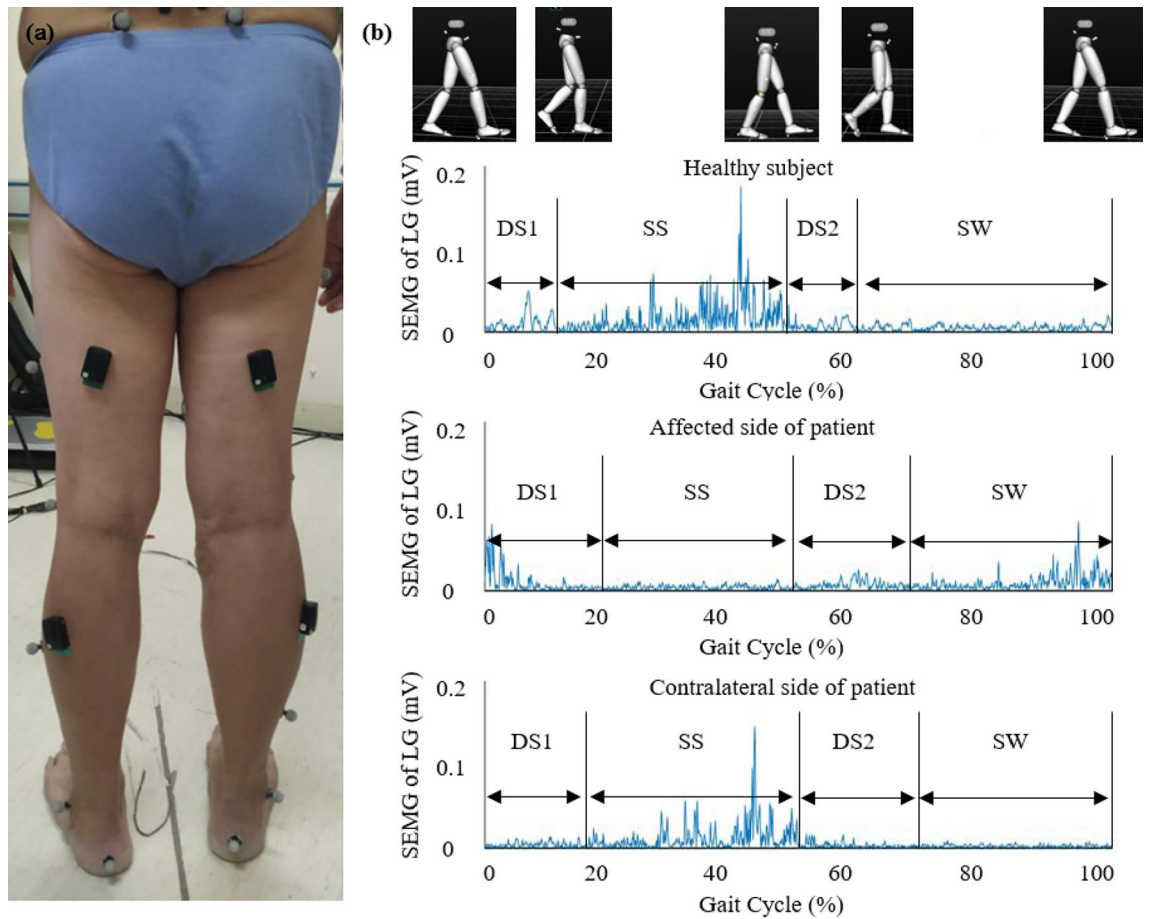 (a)
(b)
Healthy subject
SEMG of LG (mV)
0.2
0.1
0
DS1 SS DS2 SW
0 20 40 60 80 100
Gait Cycle (%)
Affected side of patient
SEMG of LG (mV)
0.2
0.1
0
DS1 SS DS2 SW
0 20 40 60 80 100
Gait Cycle (%)
Contralateral side of patient
SEMG of LG (mV)
0.2
0.1
0
DS1 SS DS2 SW
0 20 40 60 80 100
Gait Cycle (%)